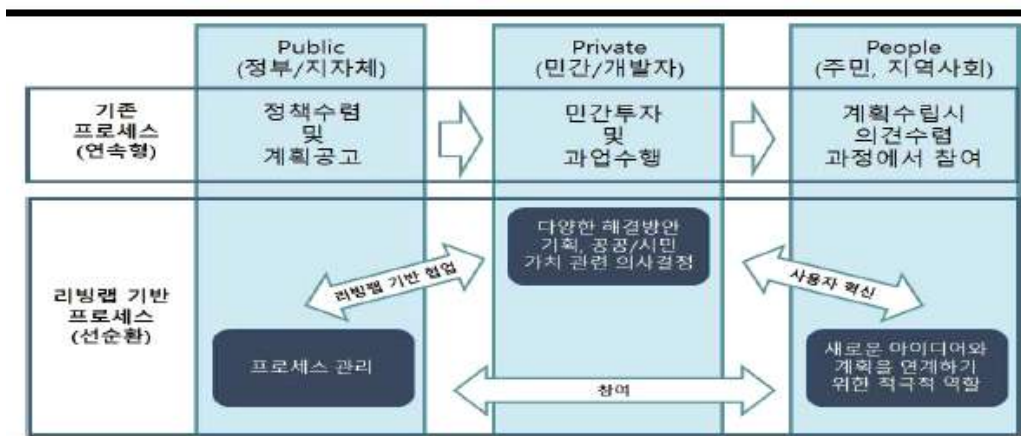 Public
(정부/지자체)
Private
(민간/개발자)
People
(주민, 지역사회)
기존
프로세스
(연속형)
정책수렴
및
계획공고
민간투자
및
과업수행
계획수립시
의견수렴
과정에서 참여
리빙랩 기반
프로세스
(선순환)
다양한 해결방안
기획, 공공/시민
가치 관련 의사결정
리빙랩 기반 협업
사용자 혁신
프로세스 관리
새로운 아이디어와
계획을 연계하기
위한 적극적 역할
참여